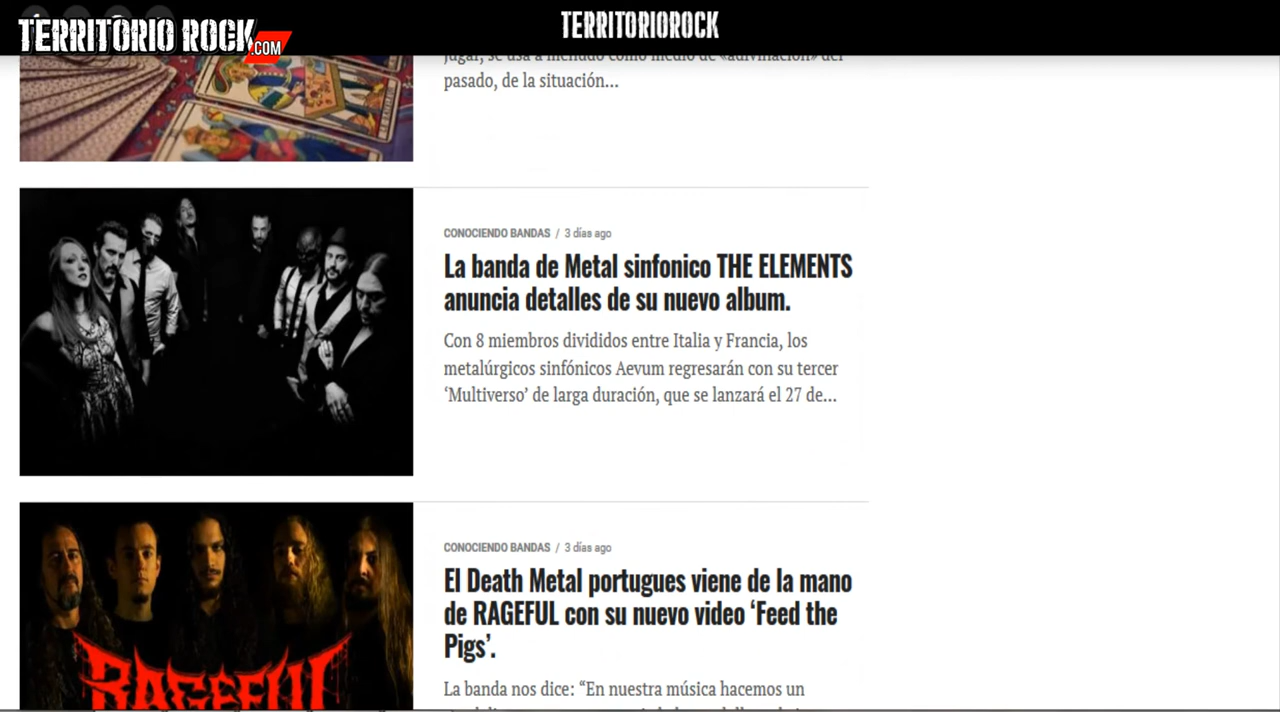 TERRITORIO ROCK
.COM
TERRITORIOROCK
jugar, se usa a menudo como medio de «adivinación» del
pasado, de la situación...
CONOCIENDO BANDAS / 3 días ago
La banda de Metal sinfonico THE ELEMENTS
anuncia detalles de su nuevo album.
Con 8 miembros divididos entre Italia y Francia, los
metalúrgicos sinfónicos Aevum regresarán con su tercer
‘Multiverso’ de larga duración, que se lanzará el 27 de...
RAGEFUL
CONOCIENDO BANDAS / 3 días ago
El Death Metal portugues viene de la mano
de RAGEFUL con su nuevo video ‘Feed the
Pigs’.
La banda nos dice: “En nuestra música hacemos un